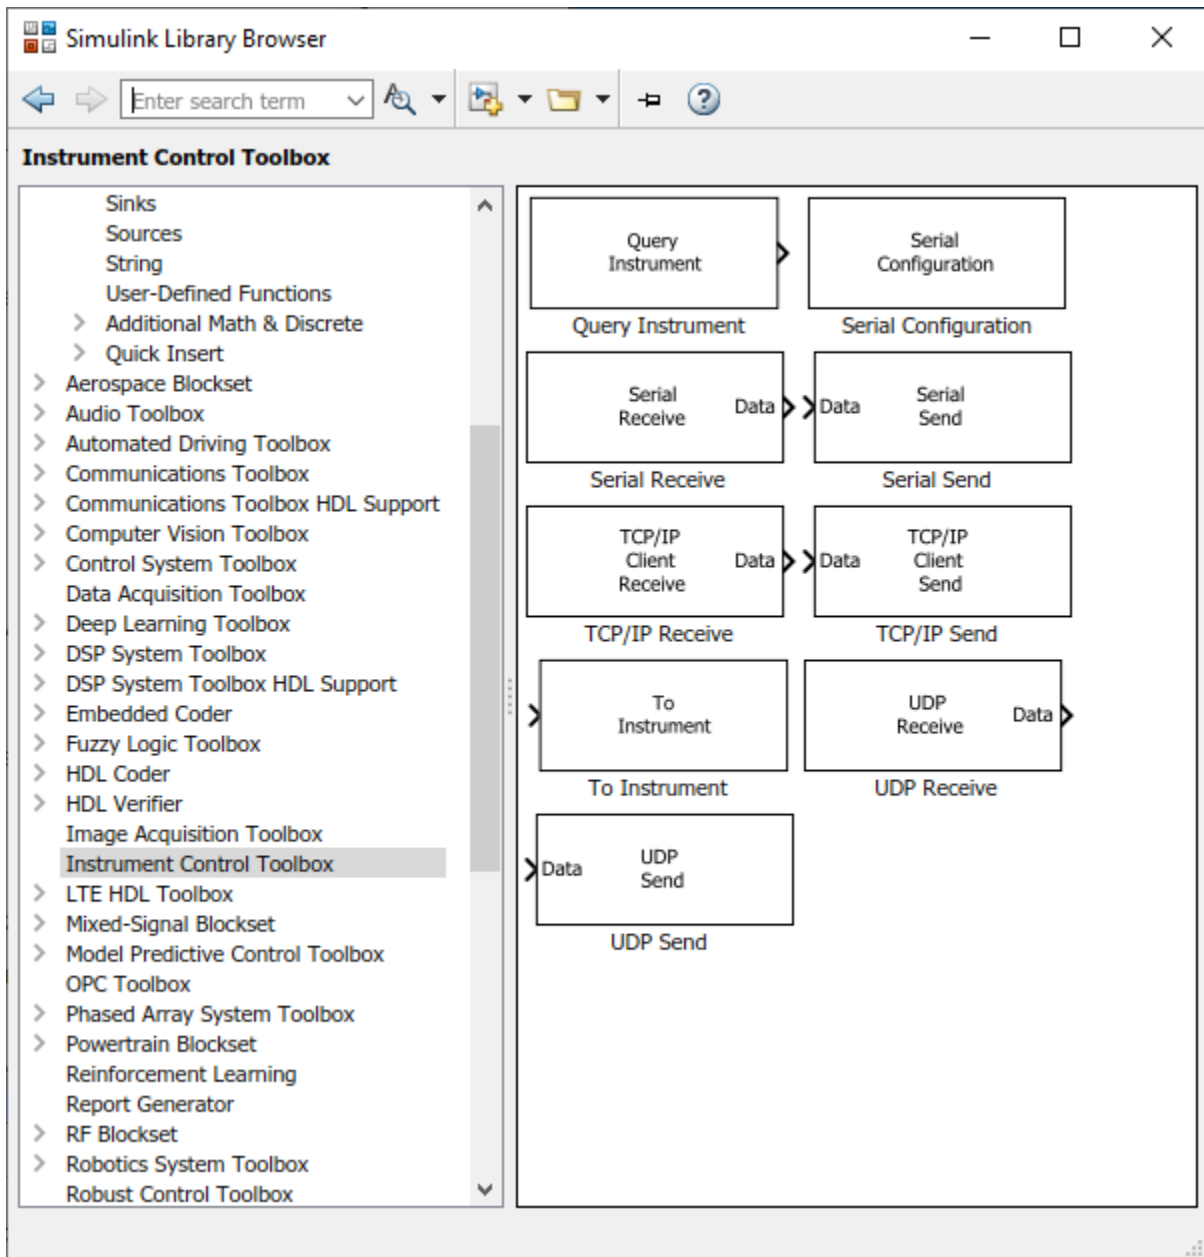 Simulink Library Browser
Enter search term
Instrument Control Toolbox
Sinks
Sources
String
User-Defined Functions
Additional Math & Discrete
Quick Insert
Aerospace Blockset
Audio Toolbox
Automated Driving Toolbox
Communications Toolbox
Communications Toolbox HDL Support
Computer Vision Toolbox
Control System Toolbox
Data Acquisition Toolbox
Deep Learning Toolbox
DSP System Toolbox
DSP System Toolbox HDL Support
Embedded Coder
Fuzzy Logic Toolbox
HDL Coder
HDL Verifier
Image Acquisition Toolbox
Instrument Control Toolbox
LTE HDL Toolbox
Mixed-Signal Blockset
Model Predictive Control Toolbox
OPC Toolbox
Phased Array System Toolbox
Powertrain Blockset
Reinforcement Learning
Report Generator
RF Blockset
Robotics System Toolbox
Robust Control Toolbox
Query
Instrument
Query Instrument
Serial
Configuration
Serial Configuration
Serial
Receive
Data
Serial Receive
Data
Serial
Send
Serial Send
TCP/IP
Client
Receive
Data
TCP/IP Receive
Data
TCP/IP
Client
Send
TCP/IP Send
To
Instrument
To Instrument
UDP
Receive
Data
UDP Receive
Data
UDP
Send
UDP Send